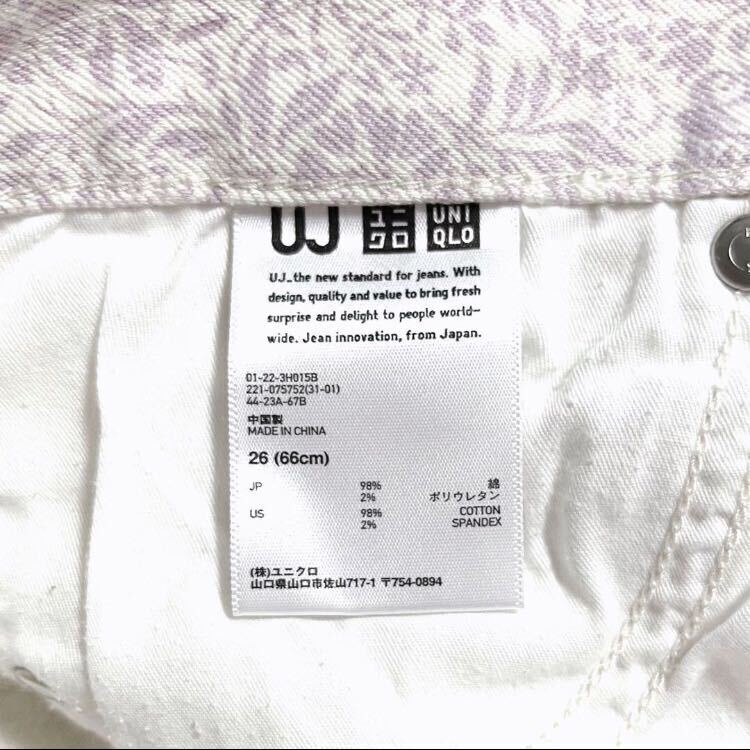 UJ ユニクロ UNIQLO
UJ_the new standard for jeans. With
design, quality and value to bring fresh
surprise and delight to people world-
wide. Jean innovation, from Japan.
01-22-3H015B
221-075752(31-01)
44-23A-67B
中国製
MADE IN CHINA
26 (66cm)
JP 98% 綿
2% ポリウレタン
US 98% COTTON
2% SPANDEX
(株)ユニクロ
山口県山口市佐山717-1 〒754-0894